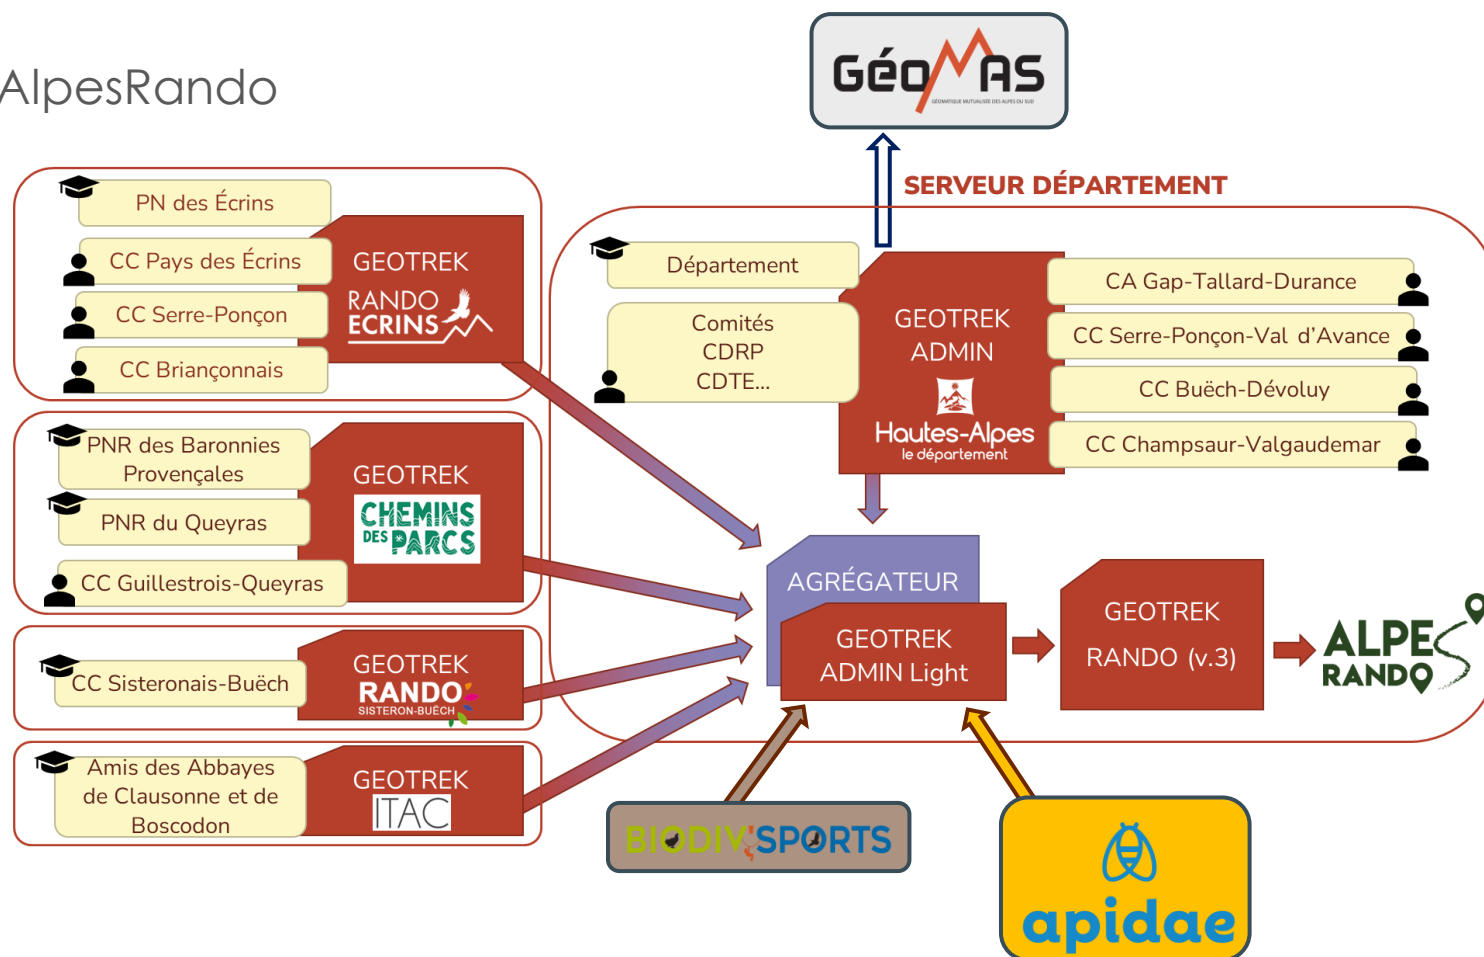 AlpesRando
GéoMAS
GÉOMATIQUE MUTUALISÉE DES ALPES DU SUD
SERVEUR DÉPARTEMENT
PN des Écrins
CC Pays des Écrins
CC Serre-Ponçon
CC Briançonnais
GEOTREK
RANDO
ECRINS
PNR des Baronnies
Provençales
PNR du Queyras
CC Guillestrois-Queyras
GEOTREK
CHEMINS
DES PARCS
CC Sisteronais-Buëch
GEOTREK
RANDO
SISTERON-BUËCH
Amis des Abbayes
de Clausonne et de
Boscodon
GEOTREK
ITAC
Département
Comités
CDRP
CDTE...
GEOTREK
ADMIN
Hautes-Alpes
le département
CA Gap-Tallard-Durance
CC Serre-Ponçon-Val d'Avance
CC Buëch-Dévoluy
CC Champsaur-Valgaudemar
AGRÉGATEUR
GEOTREK
ADMIN Light
GEOTREK
RANDO (v.3)
ALPES
RANDO
BIODIV'SPORTS
apidae